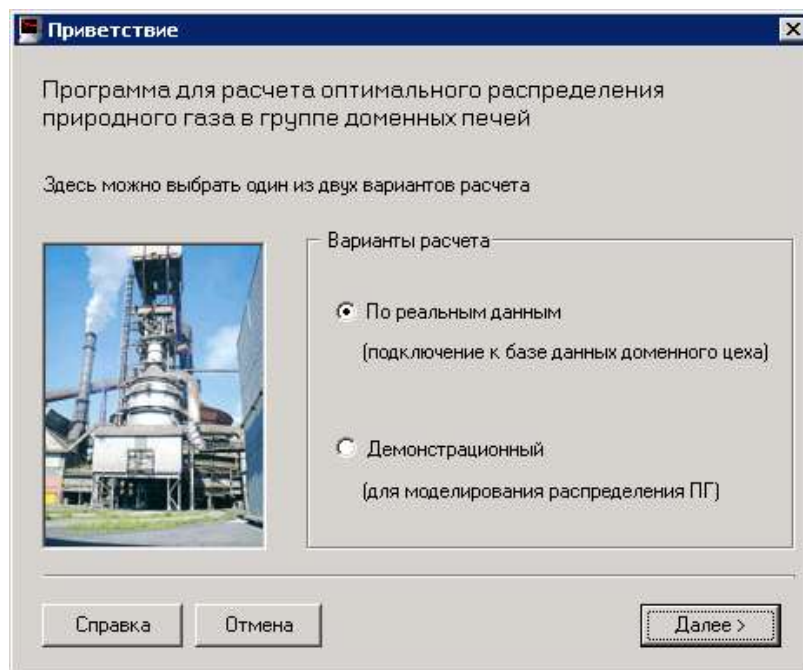 Приветствие
Программа для расчета оптимального распределения
природного газа в группе доменных печей
Здесь можно выбрать один из двух вариантов расчета
Варианты расчета
По реальным данным
(подключение к базе данных доменного цеха)
Демонстрационный
(для моделирования распределения ПГ)
Справка
Отмена
Далее >